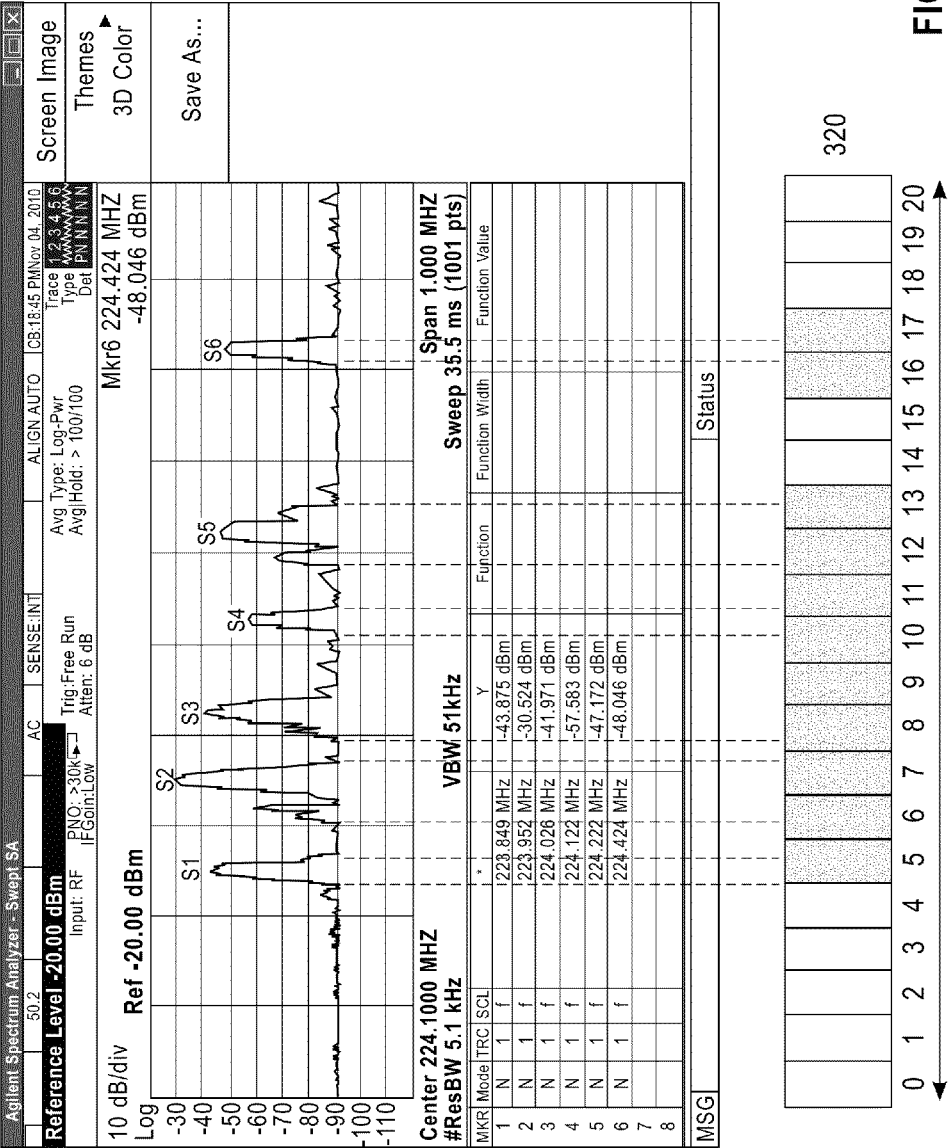 Agilent Spectrum Analyzer - Swept SA
50.2 AC SENSE:INT ALIGN AUTO CB:18:45 PMNov 04, 2010
Reference Level -20.00 dBm
Input: RF
PNO: >30k
IFGoin:Low
Trig:Free Run
Atten: 6 dB
Avg Type: Log-Pwr
Avg|Hold: > 100/100
Trace 1 2 3 4 5 6
Type
Det P N N N N N
Screen Image
Themes
3D Color
Save As...
10 dB/div
Log
Ref -20.00 dBm
Mkr6 224.424 MHZ
-48.046 dBm
-30
-40
-50
-60
-70
-80
-90
-100
-110
S1
S2
S3
S4
S5
S6
Center 224.1000 MHZ
#ResBW 5.1 kHz
VBW 51kHz
Span 1.000 MHZ
Sweep 35.5 ms (1001 pts)
MKR Mode TRC SCL * Y Function Function Width Function Value
1 N 1 f 223.849 MHz -43.875 dBm
2 N 1 f 223.952 MHz -30.524 dBm
3 N 1 f 224.026 MHz -41.971 dBm
4 N 1 f 224.122 MHz -57.583 dBm
5 N 1 f 224.222 MHz -47.172 dBm
6 N 1 f 224.424 MHz -48.046 dBm
7
8
MSG Status
320
0 1 2 3 4 5 6 7 8 9 10 11 12 13 14 15 16 17 18 19 20